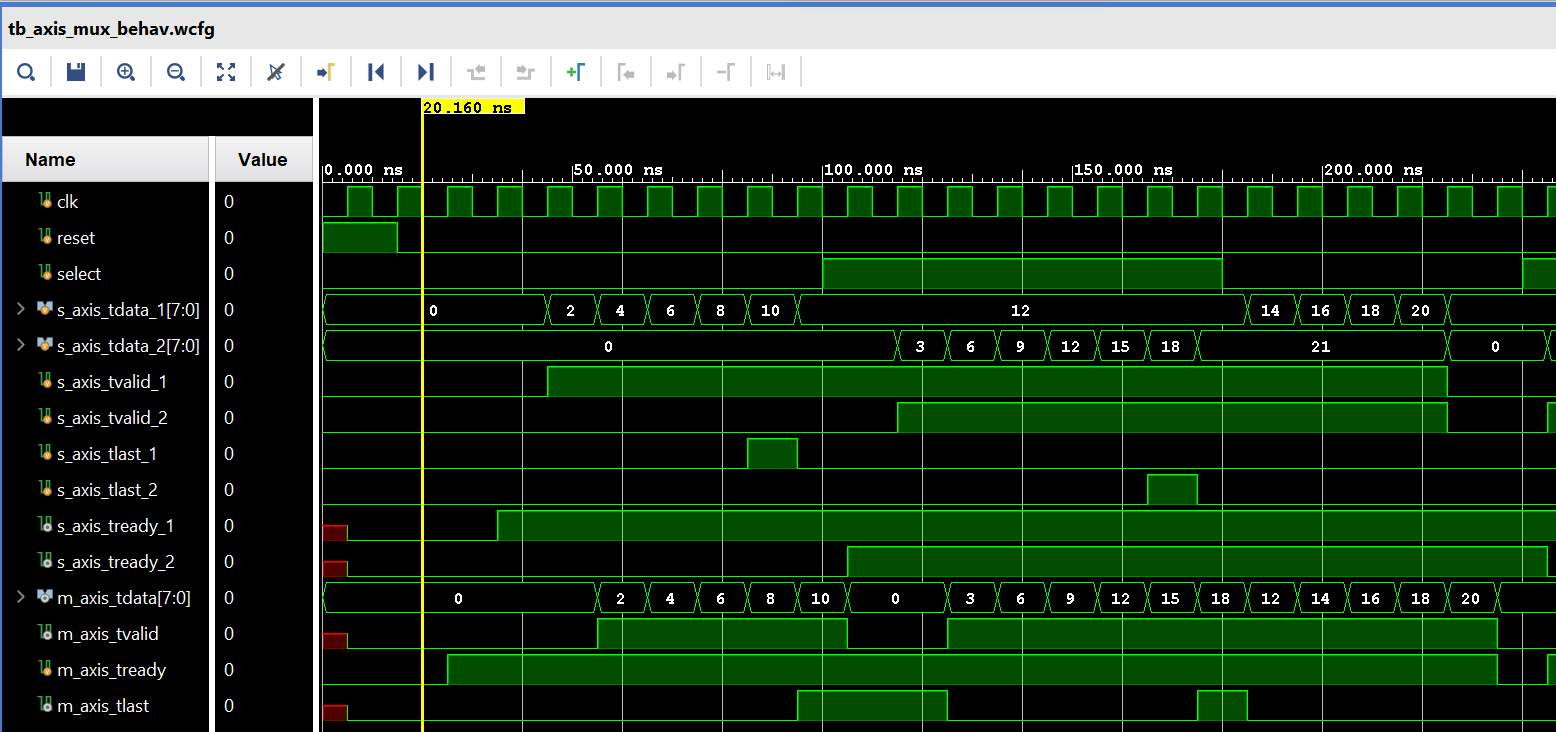 tb_axis_mux_behav.wcfg
20.160 ns
Name Value
0.000 ns 50.000 ns 100.000 ns 150.000 ns 200.000 ns
clk 0
reset 0
select 0
s_axis_tdata_1[7:0] 0 0 2 4 6 8 10 12 14 16 18 20
s_axis_tdata_2[7:0] 0 0 3 6 9 12 15 18 21 0
s_axis_tvalid_1 0
s_axis_tvalid_2 0
s_axis_tlast_1 0
s_axis_tlast_2 0
s_axis_tready_1 0
s_axis_tready_2 0
m_axis_tdata[7:0] 0 0 2 4 6 8 10 0 3 6 9 12 15 18 12 14 16 18 20
m_axis_tvalid 0
m_axis_tready 0
m_axis_tlast 0